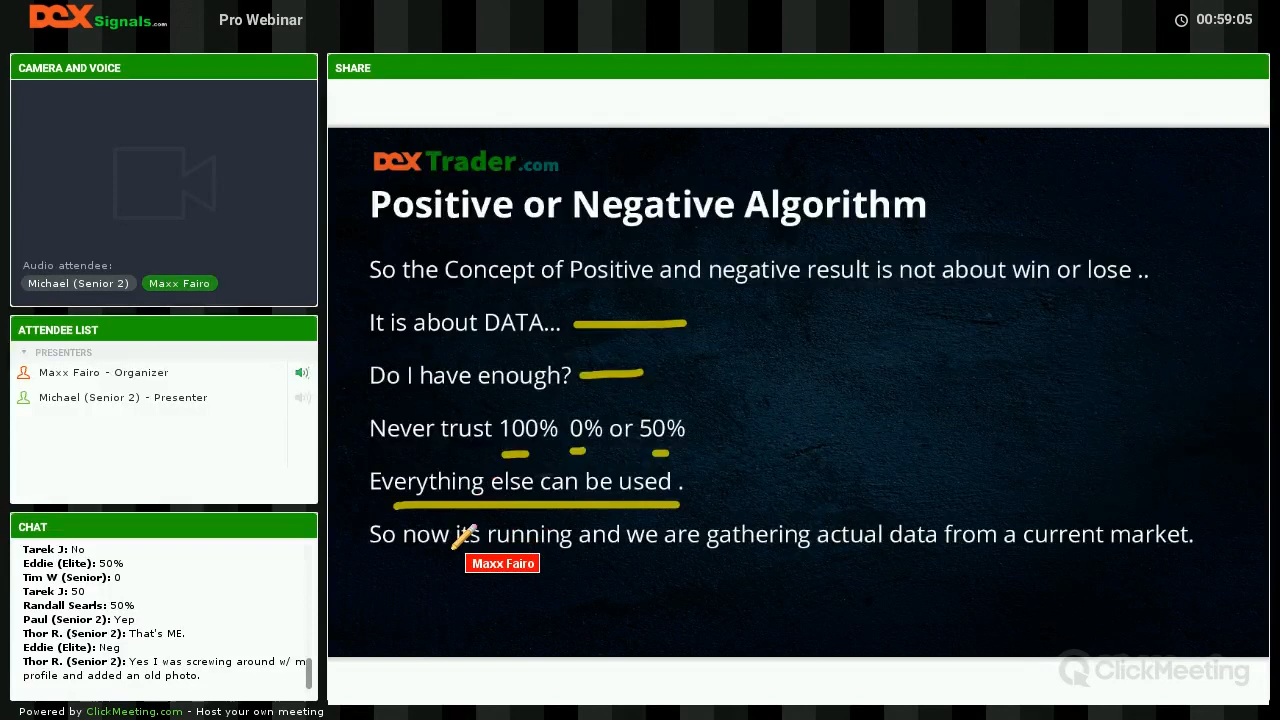 DCXSignals.com
Pro Webinar
00:59:05
CAMERA AND VOICE
Audio attendee:
Michael (Senior 2) Maxx Fairo
ATTENDEE LIST
PRESENTERS
Maxx Fairo - Organizer
Michael (Senior 2) - Presenter
CHAT
Tarek J: No
Eddie (Elite): 50%
Tim W (Senior): 0
Tarek J: 50
Randall Searls: 50%
Paul (Senior 2): Yep
Thor R. (Senior 2): That's ME.
Eddie (Elite): Neg
Thor R. (Senior 2): Yes I was screwing around w/ m
profile and added an old photo.
Powered by ClickMeeting.com - Host your own meeting
SHARE
DCXTrader.com
Positive or Negative Algorithm
So the Concept of Positive and negative result is not about win or lose ..
It is about DATA...
Do I have enough?
Never trust 100% 0% or 50%
Everything else can be used .
So now its running and we are gathering actual data from a current market.
Maxx Fairo
ClickMeeting